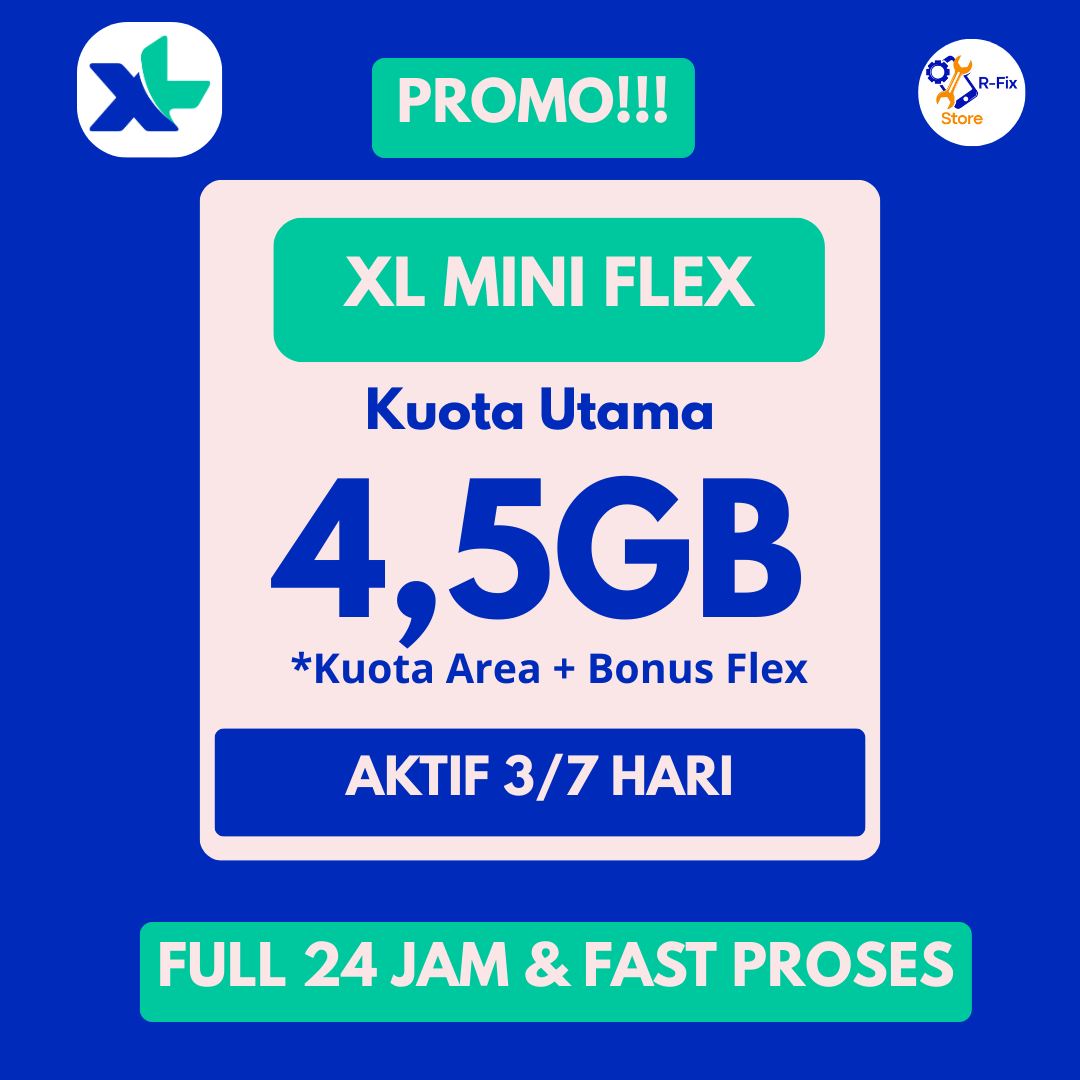 XL
PROMO!!!
R-Fix
Store
XL MINI FLEX
Kuota Utama
4,5GB
*Kuota Area + Bonus Flex
AKTIF 3/7 HARI
FULL 24 JAM & FAST PROSES